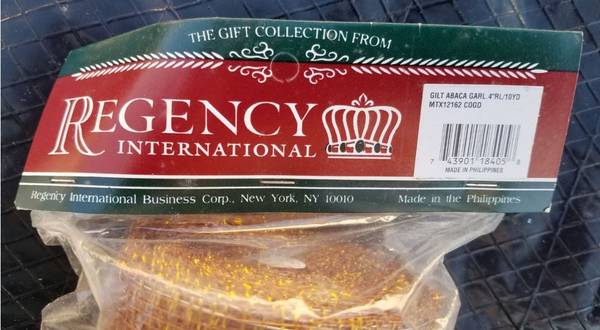 THE GIFT COLLECTION FROM
REGENCY
INTERNATIONAL
GILT ABACA GARL.4"RL/10YD
MTX12162 COGD
7 43901 18405 8
MADE IN PHILIPPINES
Regency International Business Corp., New York, NY 10010
Made in the Philippines